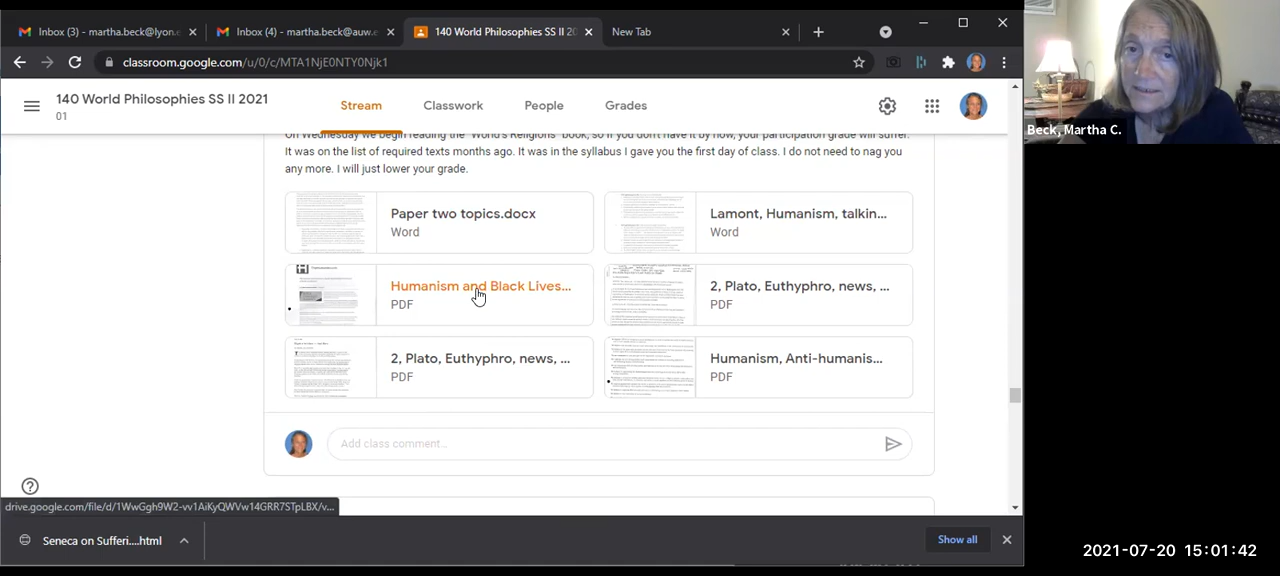 Inbox (3) - martha.beck@lyon.e
Inbox (4) - martha.beck@auw.e
140 World Philosophies SS II 20
New Tab
classroom.google.com/u/0/c/MTA1NjE0NTY0Njk1
140 World Philosophies SS II 2021
01
Stream
Classwork
People
Grades
On Wednesday we begin reading the "World's Religions" book, so if you don't have it by now, your participation grade will suffer.
It was on the list of required texts months ago. It was in the syllabus I gave you the first day of class. I do not need to nag you
any more. I will just lower your grade.
Paper two topics.docx
Word
Lamont, Humanism, talkin...
Word
Humanism and Black Lives...
PDF
2, Plato, Euthyphro, news, ...
PDF
2. Plato, Euthyphro, news, ...
PDF
Humanism, Anti-humanis...
PDF
Add class comment...
drive.google.com/file/d/1WwGgh9W2-vv1AiKyQWVw14GRR7STpLBX/v...
Seneca on Sufferi....html
Show all
Beck, Martha C.
2021-07-20 15:01:42